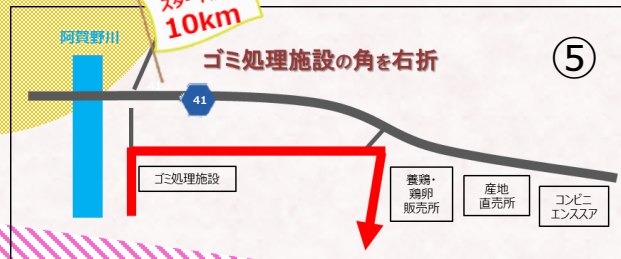 10km
阿賀野川
ゴミ処理施設の角を右折
⑤
41
ゴミ処理施設
養鶏・
鶏卵
販売所
産地
直売所
コンビニ
エンススア